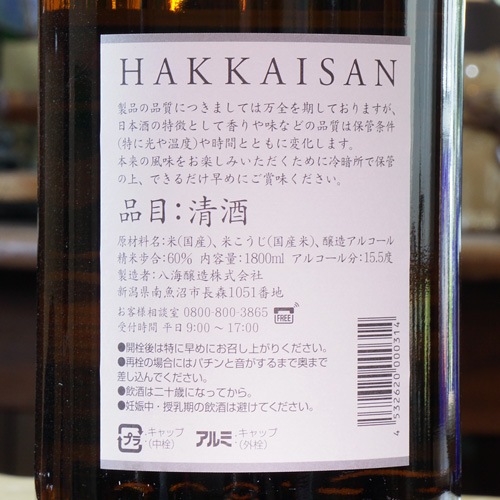 HAKKAISAN
製品の品質につきましては万全を期しておりますが、
日本酒の特徴として香りや味などの品質は保管条件
(特に光や温度)や時間とともに変化します。
本来の風味をお楽しみいただくために冷暗所で保管
の上、できるだけ早めにご賞味ください。
品目:清酒
原材料名:米(国産)、米こうじ(国産米)、醸造アルコール
精米歩合:60% 内容量:1800ml アルコール分:15.5度
製造者:八海醸造株式会社
新潟県南魚沼市長森1051番地
お客様相談室 0800-800-3865 FREE
受付時間 平日 9:00〜17:00
●開栓後は特に早めにお召し上がりください。
●再栓の場合にはパチンと音がするまで奥まで
差し込んでください。
●飲酒は二十歳になってから。
●妊娠中・授乳期の飲酒は避けてください。
プラ :キャップ(中栓) アルミ :キャップ(外栓)
4 532620 000314